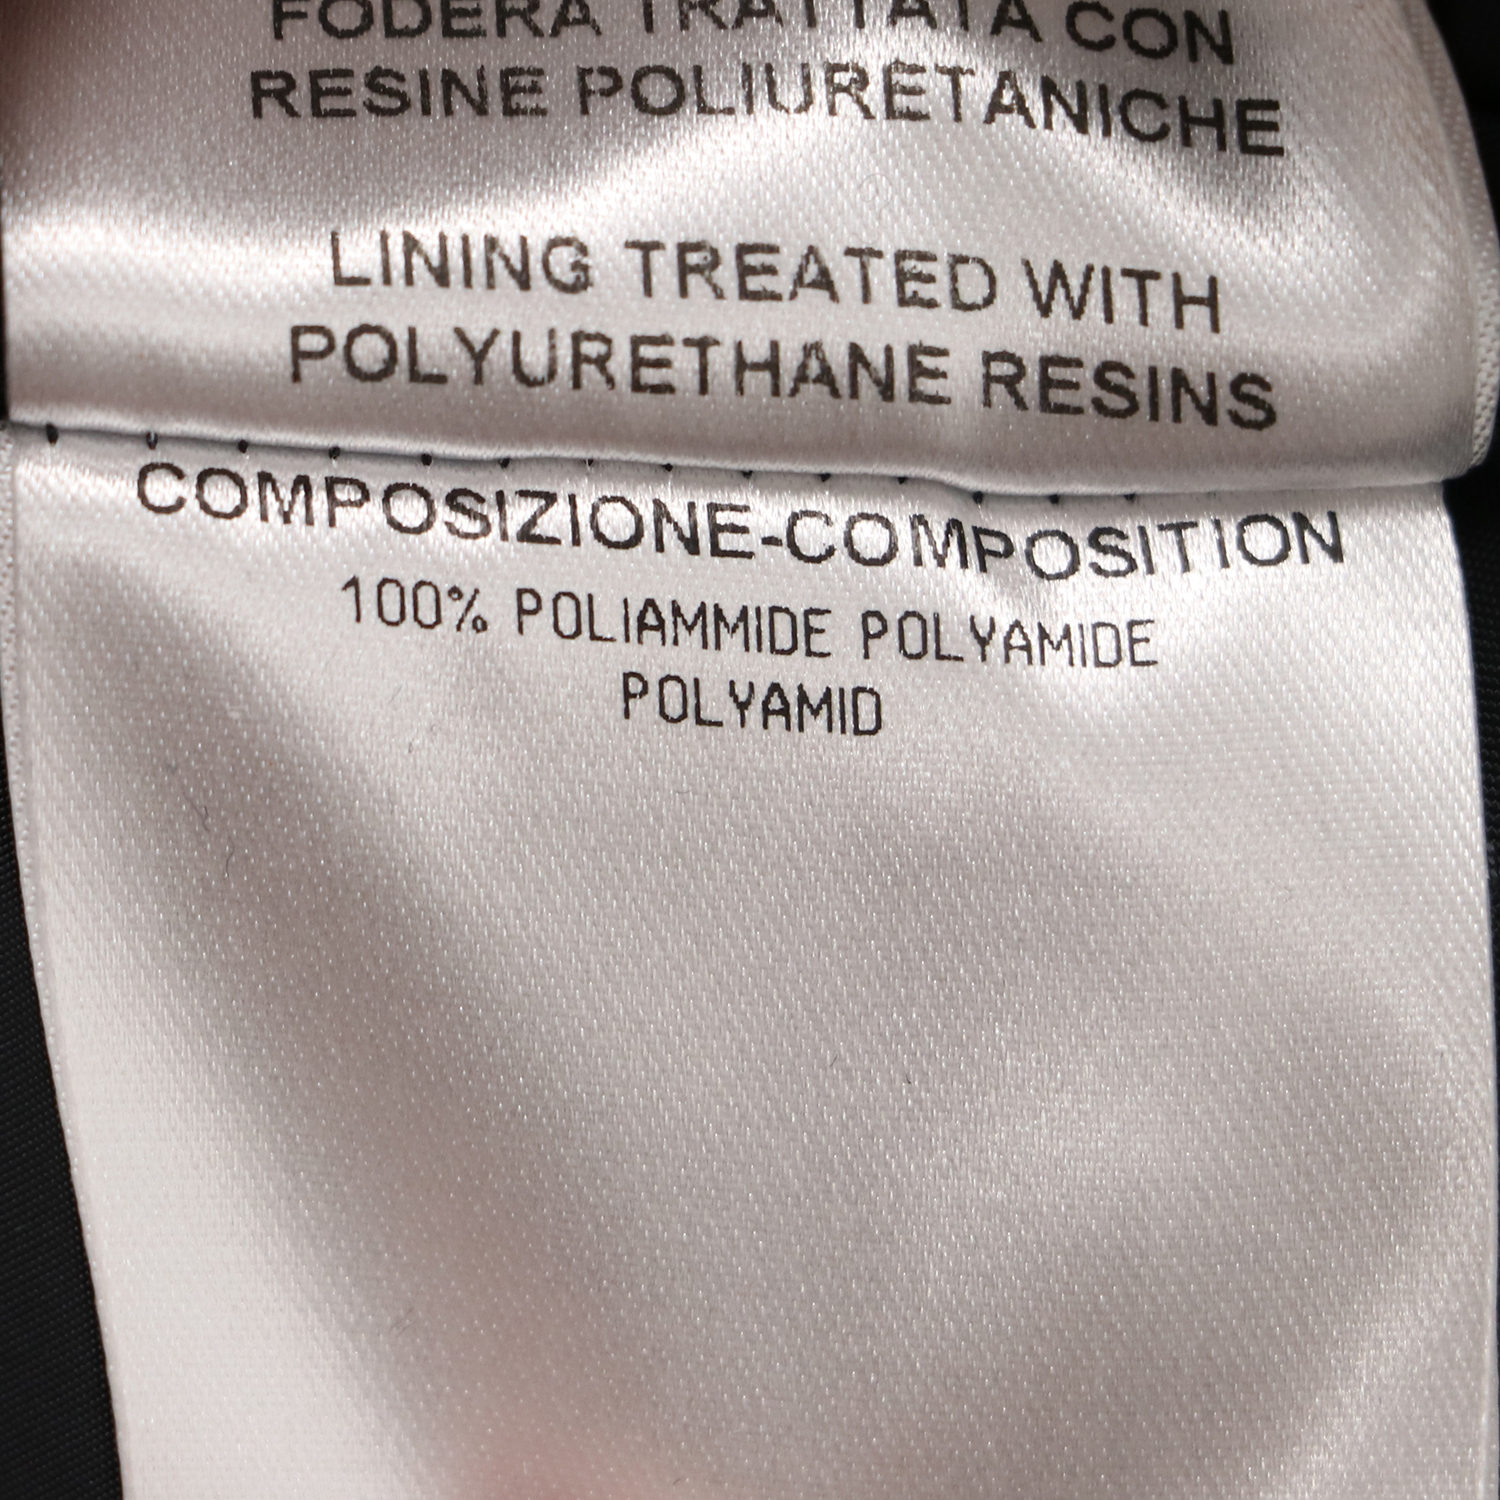 FODERA TRATTATA CON
RESINE POLIURETANICHE
LINING TREATED WITH
POLYURETHANE RESINS
COMPOSIZIONE-COMPOSITION
100% POLIAMMIDE POLYAMIDE
POLYAMID